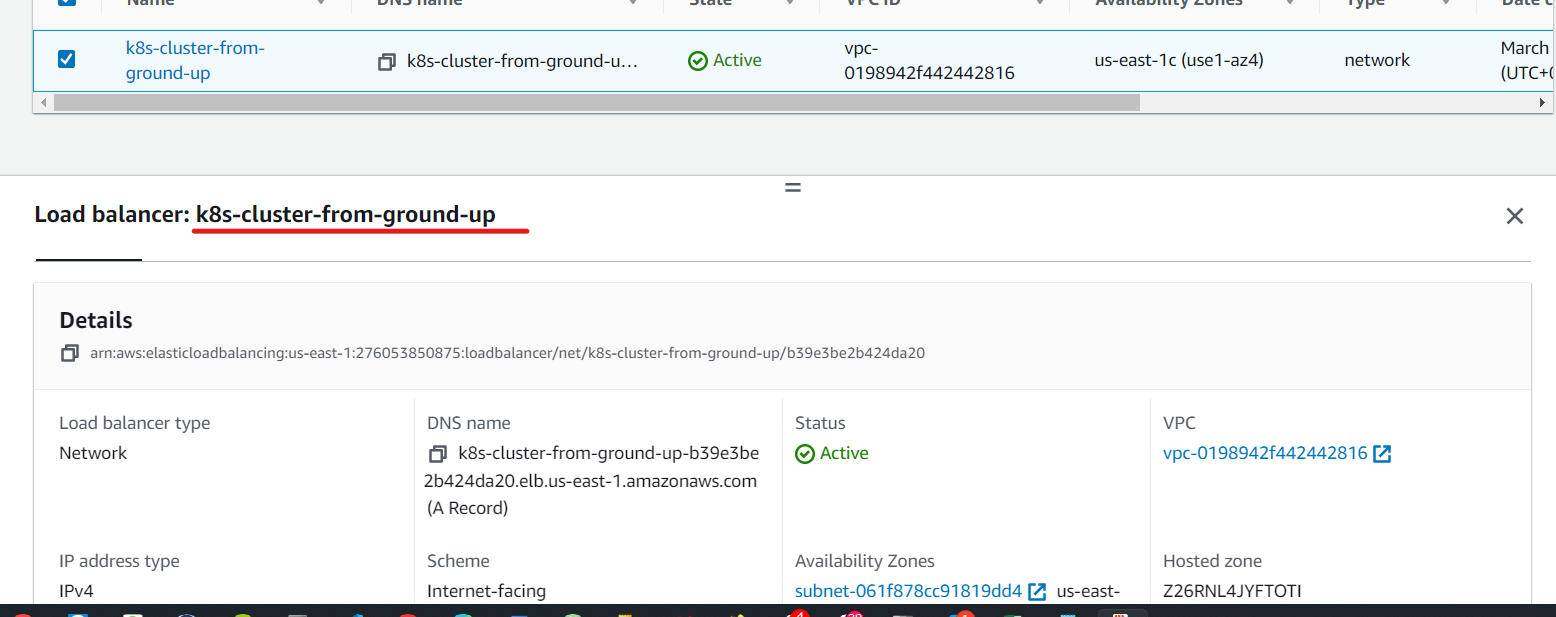 Name DNS name State VPC ID Availability Zones Type Date c
k8s-cluster-from-
ground-up
k8s-cluster-from-ground-u...
Active
vpc-
0198942f442442816
us-east-1c (use1-az4)
network
March
(UTC+0
Load balancer: k8s-cluster-from-ground-up
Details
arn:aws:elasticloadbalancing:us-east-1:276053850875:loadbalancer/net/k8s-cluster-from-ground-up/b39e3be2b424da20
Load balancer type
Network
DNS name
k8s-cluster-from-ground-up-b39e3be
2b424da20.elb.us-east-1.amazonaws.com
(A Record)
Status
Active
VPC
vpc-0198942f442442816
IP address type
IPv4
Scheme
Internet-facing
Availability Zones
subnet-061f878cc91819dd4 us-east-
Hosted zone
Z26RNL4JYFTOTI